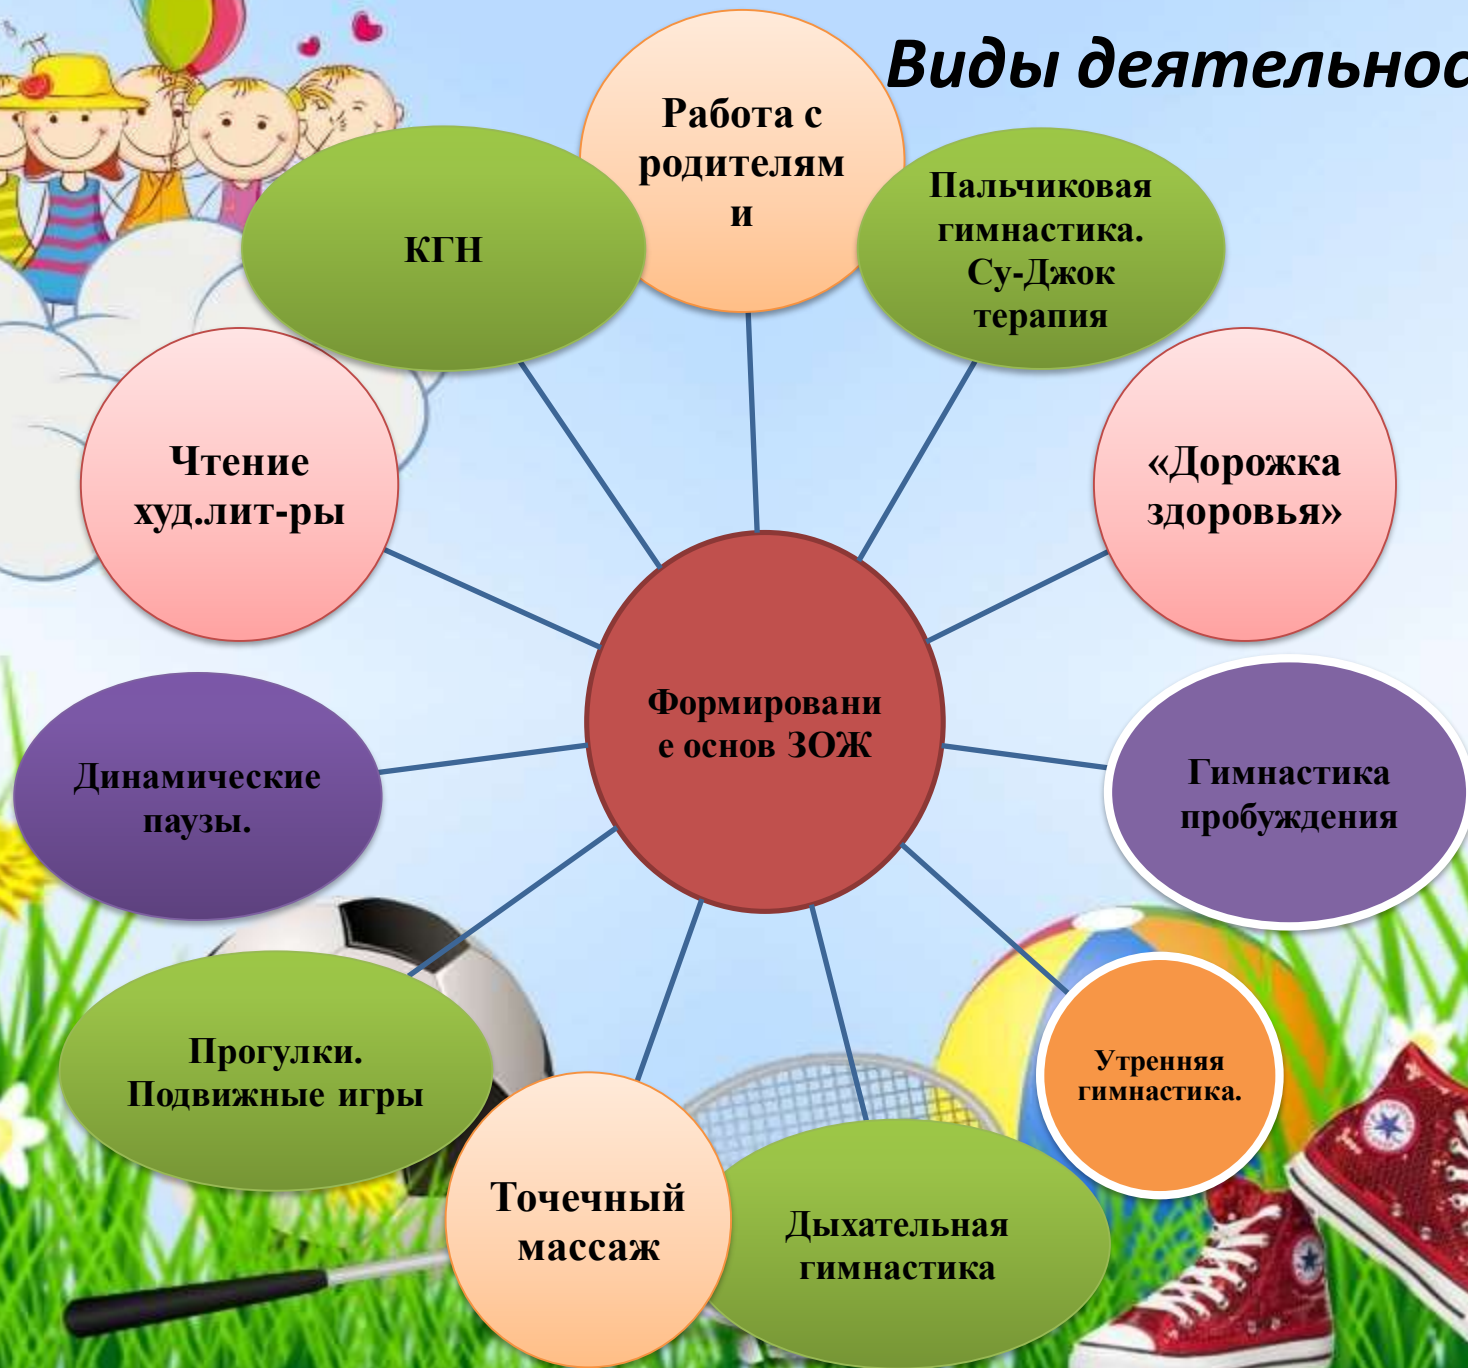 Виды деятельнос
Работа с
родителям
и
Пальчиковая
гимнастика.
Су-Джок
терапия
КГН
«Дорожка
здоровья»
Чтение
худ.лит-ры
Формировани
е основ ЗОЖ
Гимнастика
пробуждения
Динамические
паузы.
Утренняя
гимнастика.
Прогулки.
Подвижные игры
Точечный
массаж
Дыхательная
гимнастика